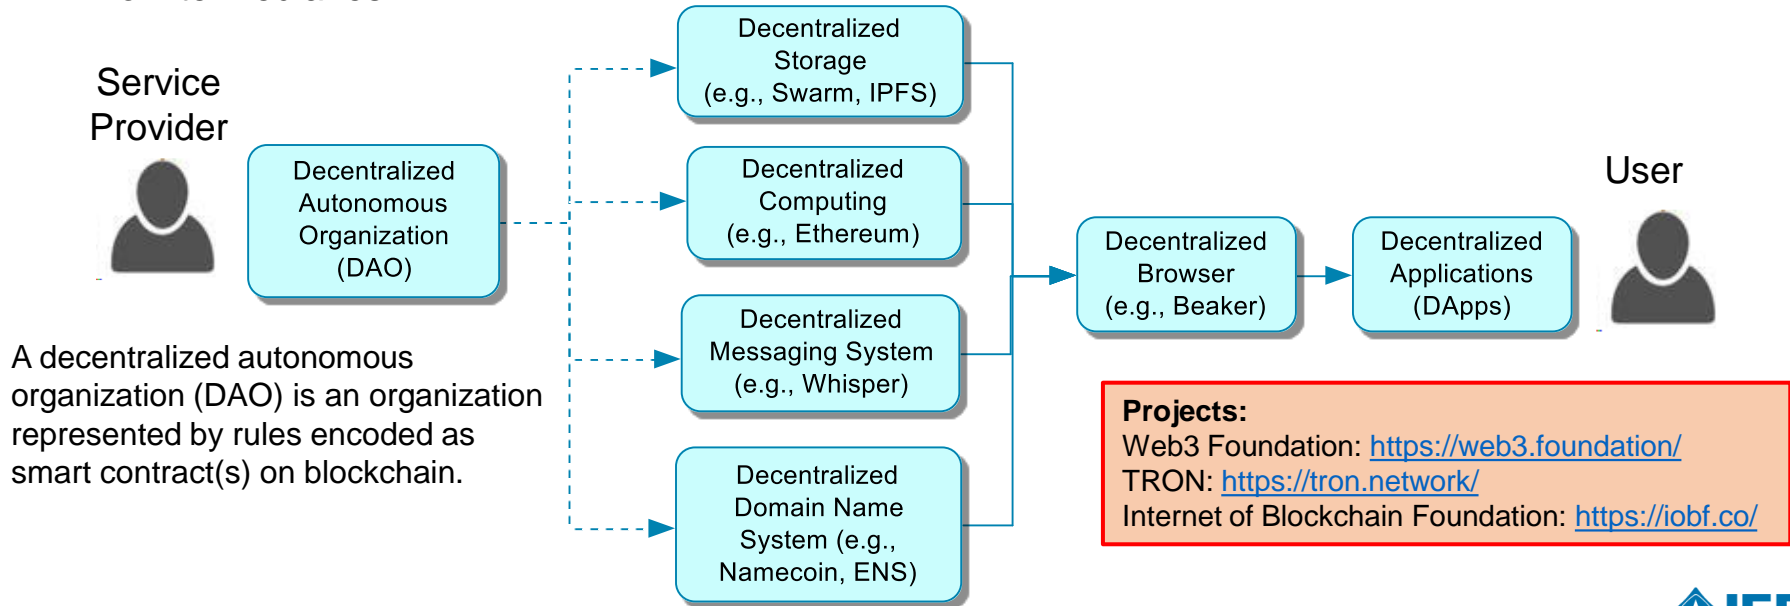 Service
Provider
Decentralized
Autonomous
Organization
(DAO)
A decentralized autonomous
organization (DAO) is an organization
represented by rules encoded as
smart contract(s) on blockchain.
Decentralized
Storage
(e.g., Swarm, IPFS)
Decentralized
Computing
(e.g., Ethereum)
Decentralized
Messaging System
(e.g., Whisper)
Decentralized
Domain Name
System (e.g.,
Namecoin, ENS)
Decentralized
Browser
(e.g., Beaker)
Decentralized
Applications
(DApps)
User
Projects:
Web3 Foundation: https://web3.foundation/
TRON: https://tron.network/
Internet of Blockchain Foundation: https://iobf.co/